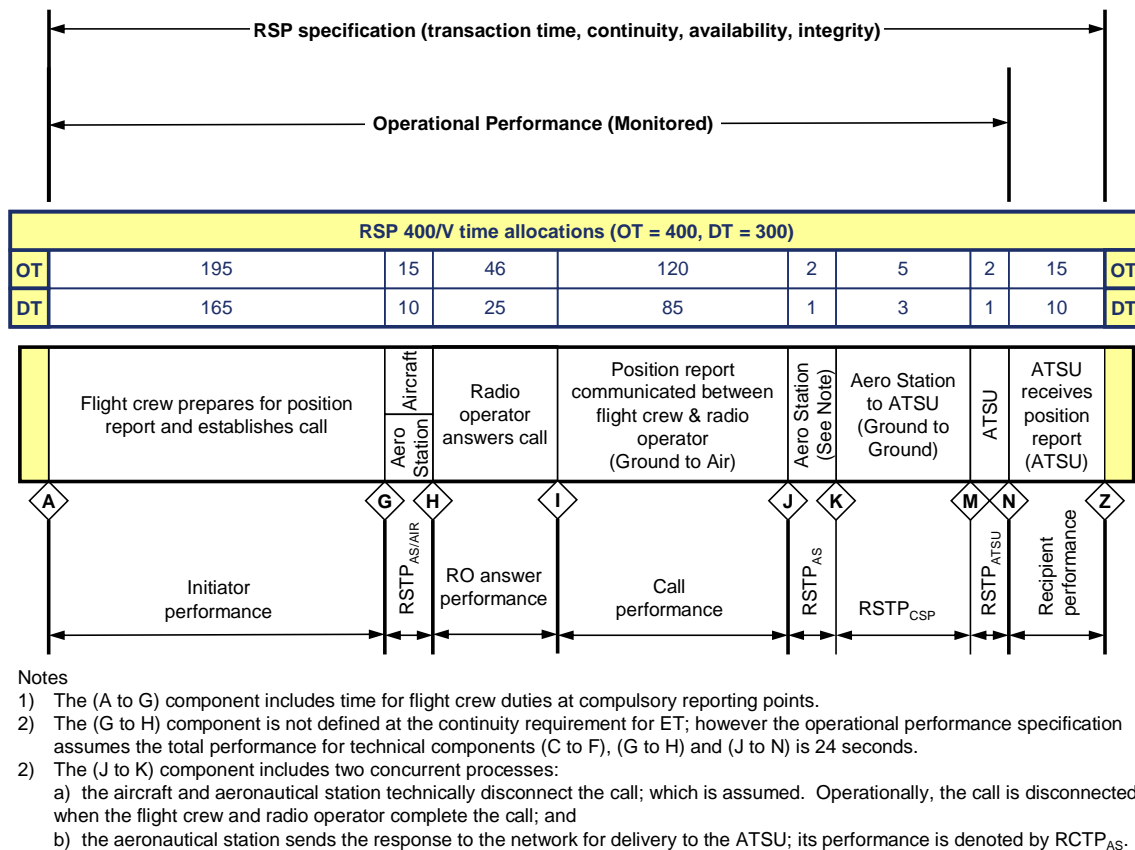 RSP specification (transaction time, continuity, availability, integrity)
Operational Performance (Monitored)
RSP 400/V time allocations (OT = 400, DT = 300)
OT 195 15 46 120 2 5 2 15 OT
DT 165 10 25 85 1 3 1 10 DT
Flight crew prepares for position
report and establishes call
Aircraft
Aero
Station
Radio
operator
answers call
Position report
communicated between
flight crew & radio
operator
(Ground to Air)
Aero Station
(See Note)
Aero Station
to ATSU
(Ground to
Ground)
ATSU
ATSU
receives
position
report
(ATSU)
A G H I J K M N Z
Initiator
performance
RSTP AS/AIR
RO answer
performance
Call
performance
RSTP AS
RSTP CSP
RSTP ATSU
Recipient
performance
Notes
1) The (A to G) component includes time for flight crew duties at compulsory reporting points.
2) The (G to H) component is not defined at the continuity requirement for ET; however the operational performance specification
assumes the total performance for technical components (C to F), (G to H) and (J to N) is 24 seconds.
2) The (J to K) component includes two concurrent processes:
a) the aircraft and aeronautical station technically disconnect the call; which is assumed. Operationally, the call is disconnected
when the flight crew and radio operator complete the call; and
b) the aeronautical station sends the response to the network for delivery to the ATSU; its performance is denoted by RCTP AS.